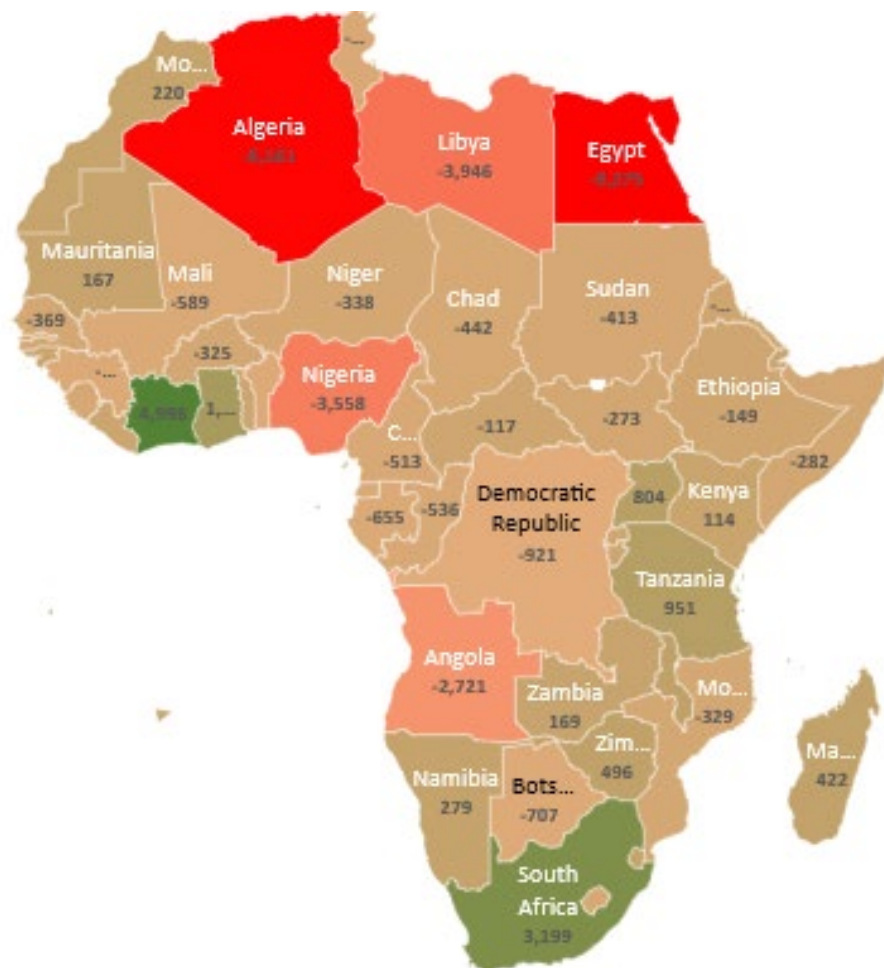 -...
Mo...
220
Algeria
Libya
-3,946
Egypt
Mauritania
167
Mali
-589
Niger
-338
Chad
-442
Sudan
-413
-...
-369
-325
-...
Nigeria
-3,558
Ethiopia
-149
4,996
1,...
C...
-513
-117
-273
-282
Democratic
Republic
-921
-655
-536
804
Kenya
114
Tanzania
951
Angola
-2,721
Zambia
169
Mo...
-329
Zim...
496
Ma...
422
Namibia
279
Bots...
-707
South
Africa
3,199